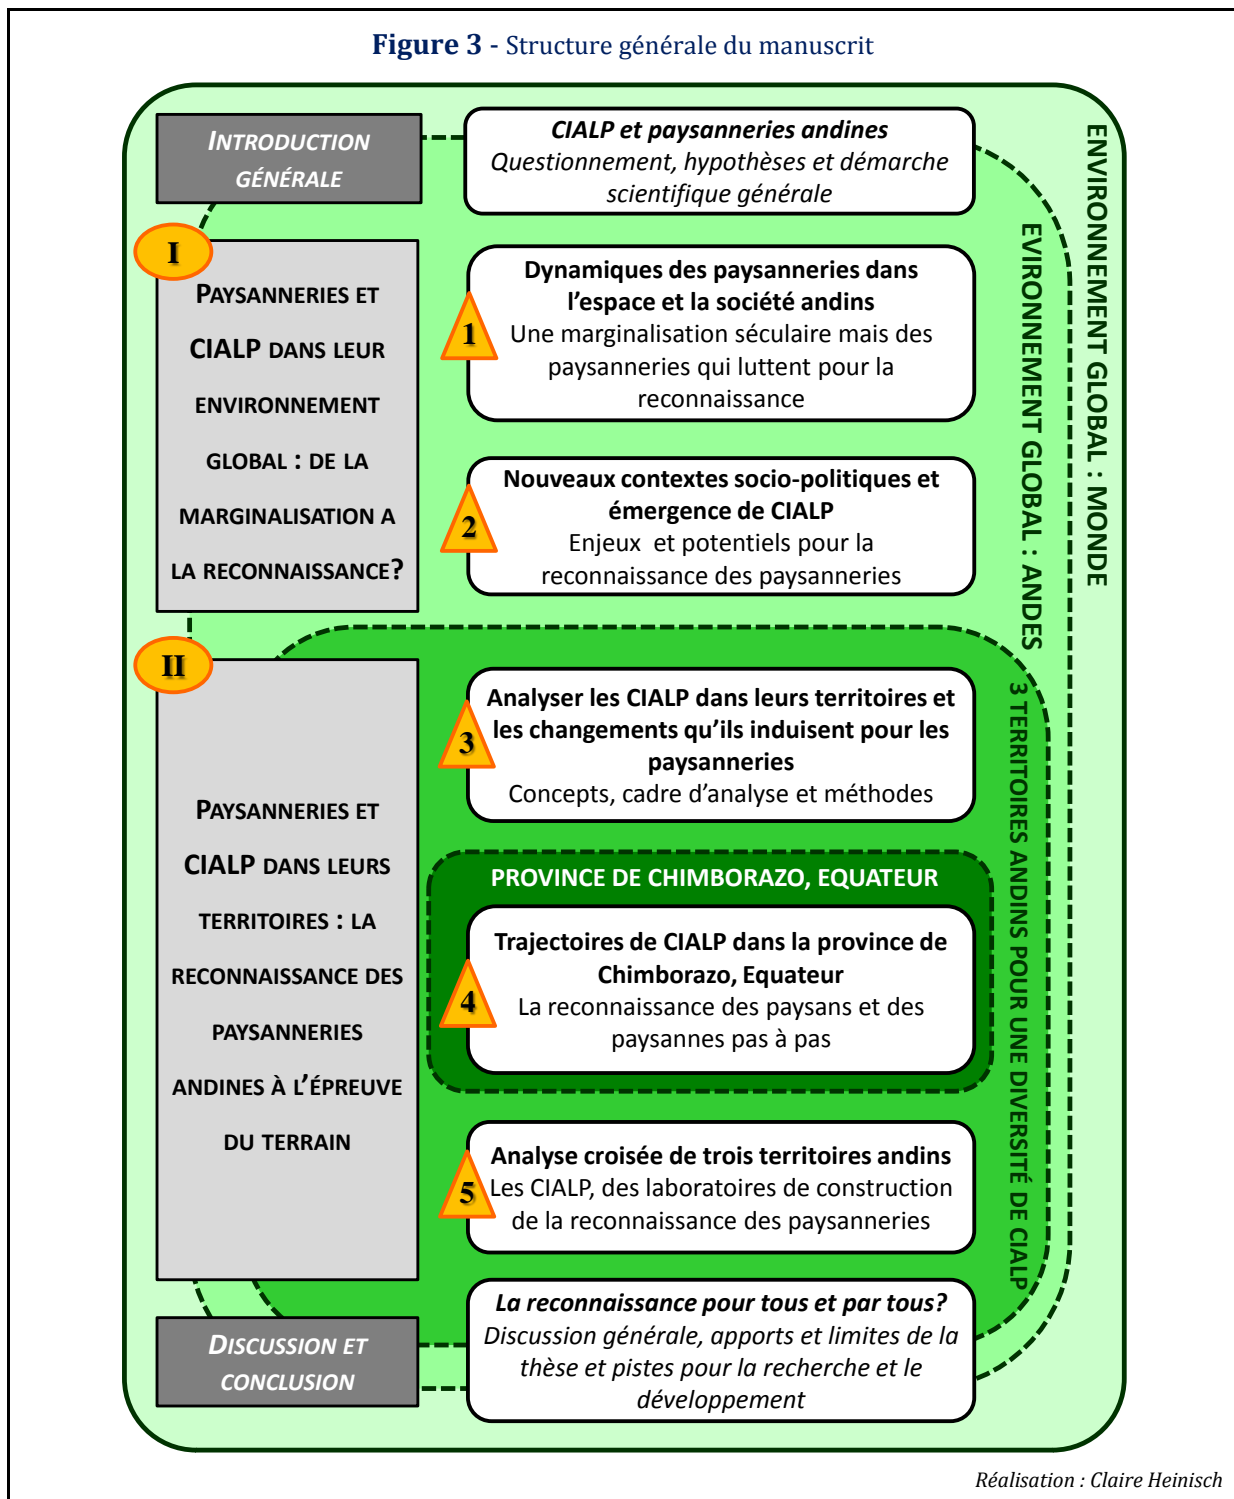 Figure 3 - Structure générale du manuscrit
INTRODUCTION
GÉNÉRALE
CIALP et paysanneries andines
Questionnement, hypothèses et démarche
scientifique générale
ENVIRONNEMENT GLOBAL : MONDE
EVIRONNEMENT GLOBAL : ANDES
I
PAYSANNERIES ET
CIALP DANS LEUR
ENVIRONNEMENT
GLOBAL : DE LA
MARGINALISATION A
LA RECONNAISSANCE?
1
Dynamiques des paysanneries dans
l'espace et la société andins
Une marginalisation séculaire mais des
paysanneries qui luttent pour la
reconnaissance
2
Nouveaux contextes socio-politiques et
émergence de CIALP
Enjeux et potentiels pour la
reconnaissance des paysanneries
3 TERRITOIRES ANDINS POUR UNE DIVERSITÉ DE CIALP
II
PAYSANNERIES ET
CIALP DANS LEURS
TERRITOIRES : LA
RECONNAISSANCE DES
PAYSANNERIES
ANDINES À L'ÉPREUVE
DU TERRAIN
3
Analyser les CIALP dans leurs territoires et
les changements qu'ils induisent pour les
paysanneries
Concepts, cadre d'analyse et méthodes
PROVINCE DE CHIMBORAZO, EQUATEUR
4
Trajectoires de CIALP dans la province de
Chimborazo, Equateur
La reconnaissance des paysans et des
paysannes pas à pas
5
Analyse croisée de trois territoires andins
Les CIALP, des laboratoires de construction
de la reconnaissance des paysanneries
DISCUSSION ET
CONCLUSION
La reconnaissance pour tous et par tous?
Discussion générale, apports et limites de la
thèse et pistes pour la recherche et le
développement
Réalisation : Claire Heinisch